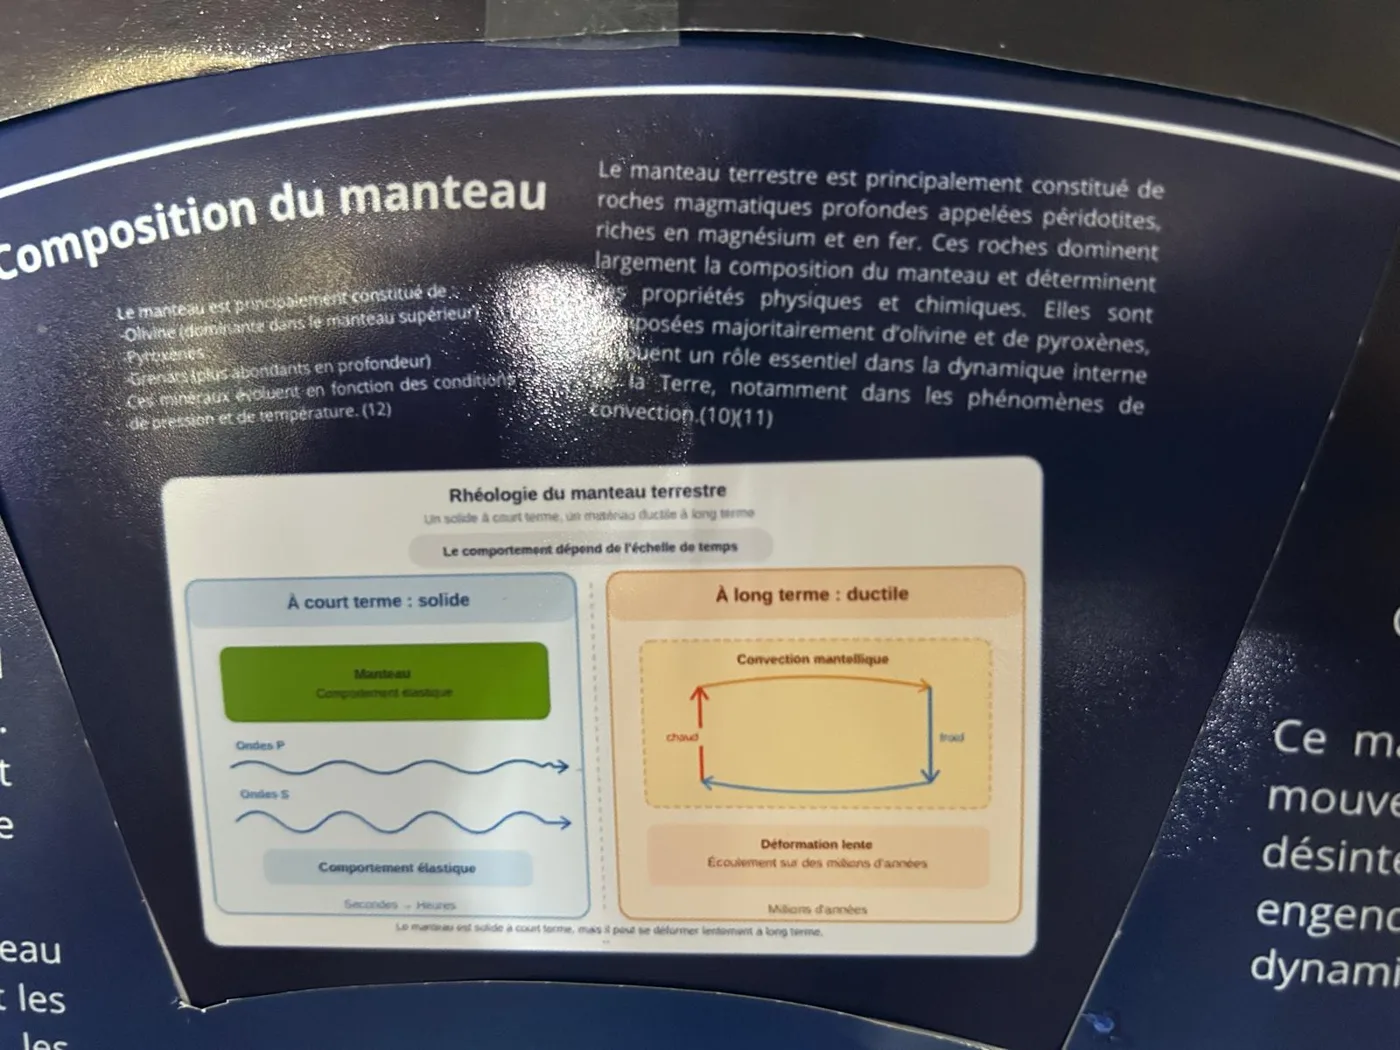 Composition du manteau
Le manteau est principalement constitué de
-Olivine (dominante dans le manteau supérieur)
-Pyroxènes
-Grenats (plus abondants en profondeur)
Ces minéraux évoluent en fonction des conditions
de pression et de température. (12)
Le manteau terrestre est principalement constitué de
roches magmatiques profondes appelées péridotites,
riches en magnésium et en fer. Ces roches dominent
largement la composition du manteau et déterminent
propriétés physiques et chimiques. Elles sont
posées majoritairement d'olivine et de pyroxènes,
ouent un rôle essentiel dans la dynamique interne
la Terre, notamment dans les phénomènes de
convection.(10)(11)
Rhéologie du manteau terrestre
Un solide à court terme, un matériau ductile à long terme
Le comportement dépend de l'échelle de temps
À court terme : solide
Manteau
Comportement élastique
Ondes P
Ondes S
Comportement élastique
Secondes → Heures
À long terme : ductile
Convection mantellique
chaud
froid
Déformation lente
Écoulement sur des millions d'années
Millions d'années
Le manteau est solide à court terme, mais il peut se déformer lentement à long terme.
t
e
eau
t les
les
Ce m
mouve
désinte
engend
dynami